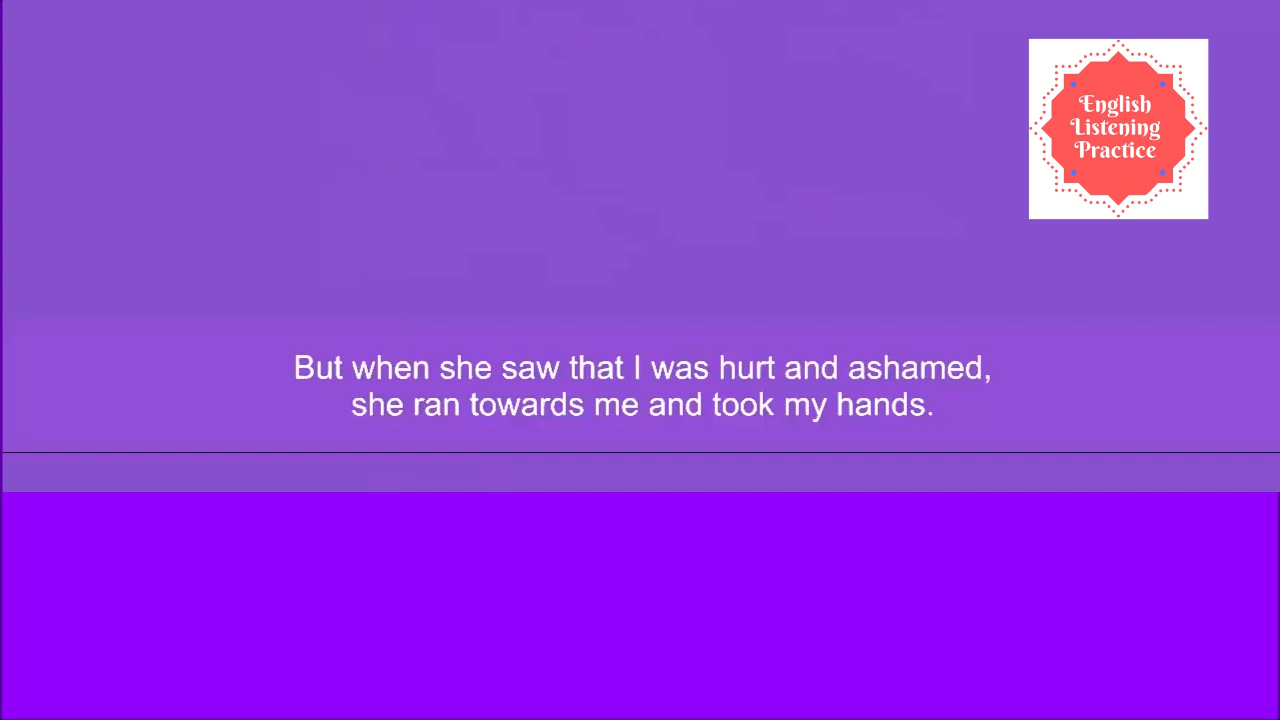 English
Listening
Practice
But when she saw that I was hurt and ashamed,
she ran towards me and took my hands.